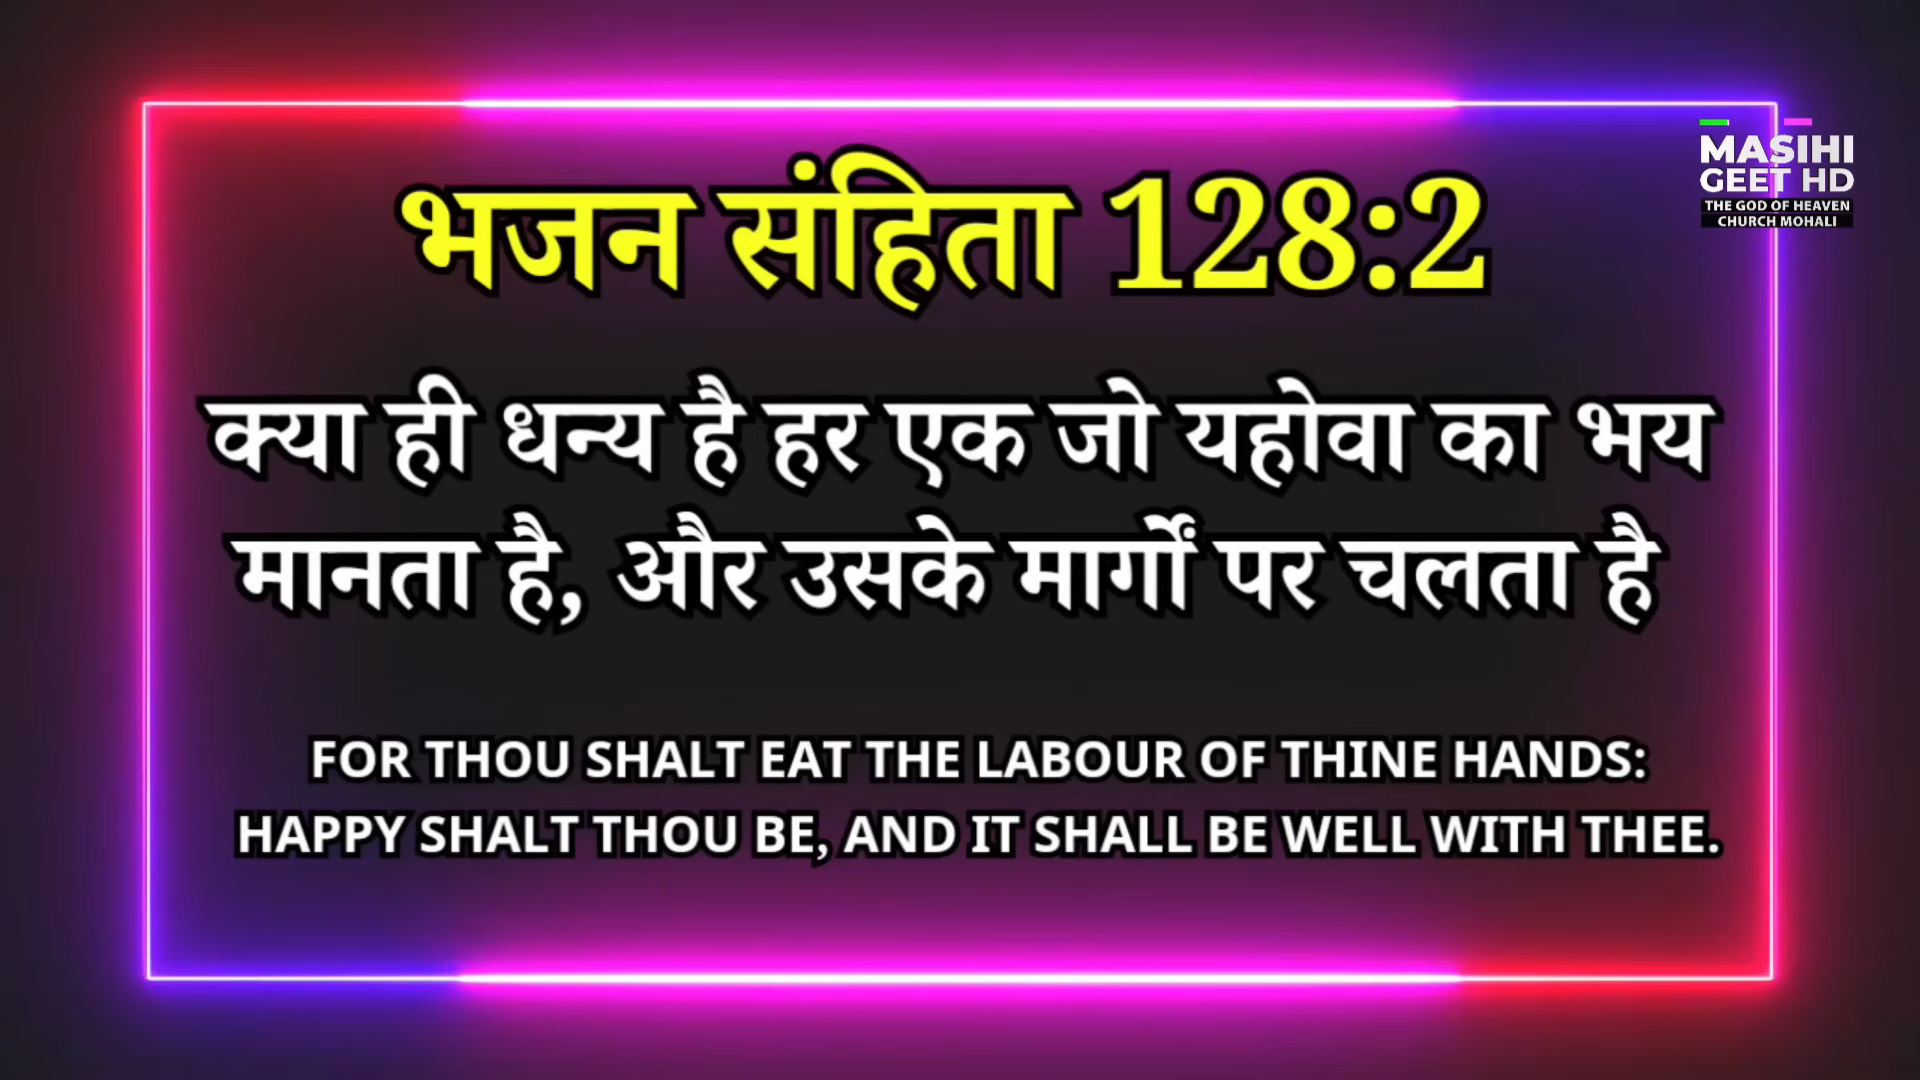 MASIHI
GEET HD
THE GOD OF HEAVEN
CHURCH MOHALI
भजन संहिता 128:2
क्या ही धन्य है हर एक जो यहोवा का भय
मानता है, और उसके मार्गों पर चलता है
FOR THOU SHALT EAT THE LABOUR OF THINE HANDS:
HAPPY SHALT THOU BE, AND IT SHALL BE WELL WITH THEE.